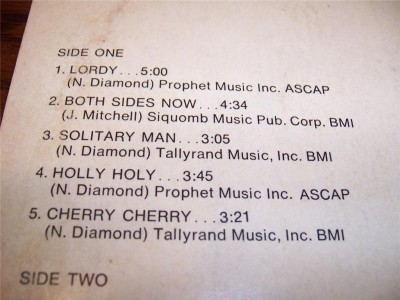 SIDE ONE
1. LORDY...5:00
(N. Diamond) Prophet Music Inc. ASCAP
2. BOTH SIDES NOW...4:34
(J. Mitchell) Siquomb Music Pub. Corp. BMI
3. SOLITARY MAN...3:05
(N. Diamond) Tallyrand Music, Inc. BMI
4. HOLLY HOLY...3:45
(N. Diamond) Prophet Music Inc. ASCAP
5. CHERRY CHERRY...3:21
(N. Diamond) Tallyrand Music, Inc. BMI
SIDE TWO